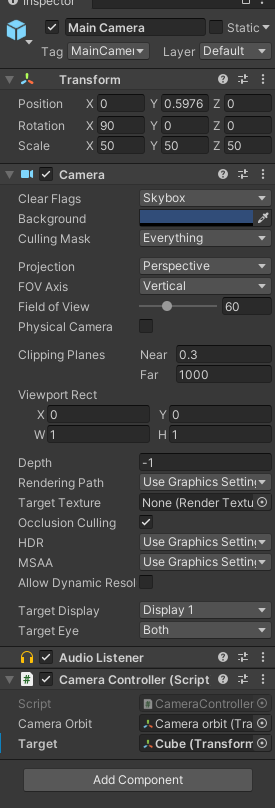 Inspector
Main Camera Static
Tag MainCamer Layer Default
Transform
Position X 0 Y 0.5976 Z 0
Rotation X 90 Y 0 Z 0
Scale X 50 Y 50 Z 50
Camera
Clear Flags Skybox
Background
Culling Mask Everything
Projection Perspective
FOV Axis Vertical
Field of View 60
Physical Camera
Clipping Planes Near 0.3
Far 1000
Viewport Rect
X 0 Y 0
W 1 H 1
Depth -1
Rendering Path Use Graphics Setting
Target Texture None (Render Textu
Occlusion Culling
HDR Use Graphics Setting
MSAA Use Graphics Setting
Allow Dynamic Resol
Target Display Display 1
Target Eye Both
Audio Listener
Camera Controller (Script
Script CameraController
Camera Orbit Camera orbit (Tra
Target Cube (Transform
Add Component